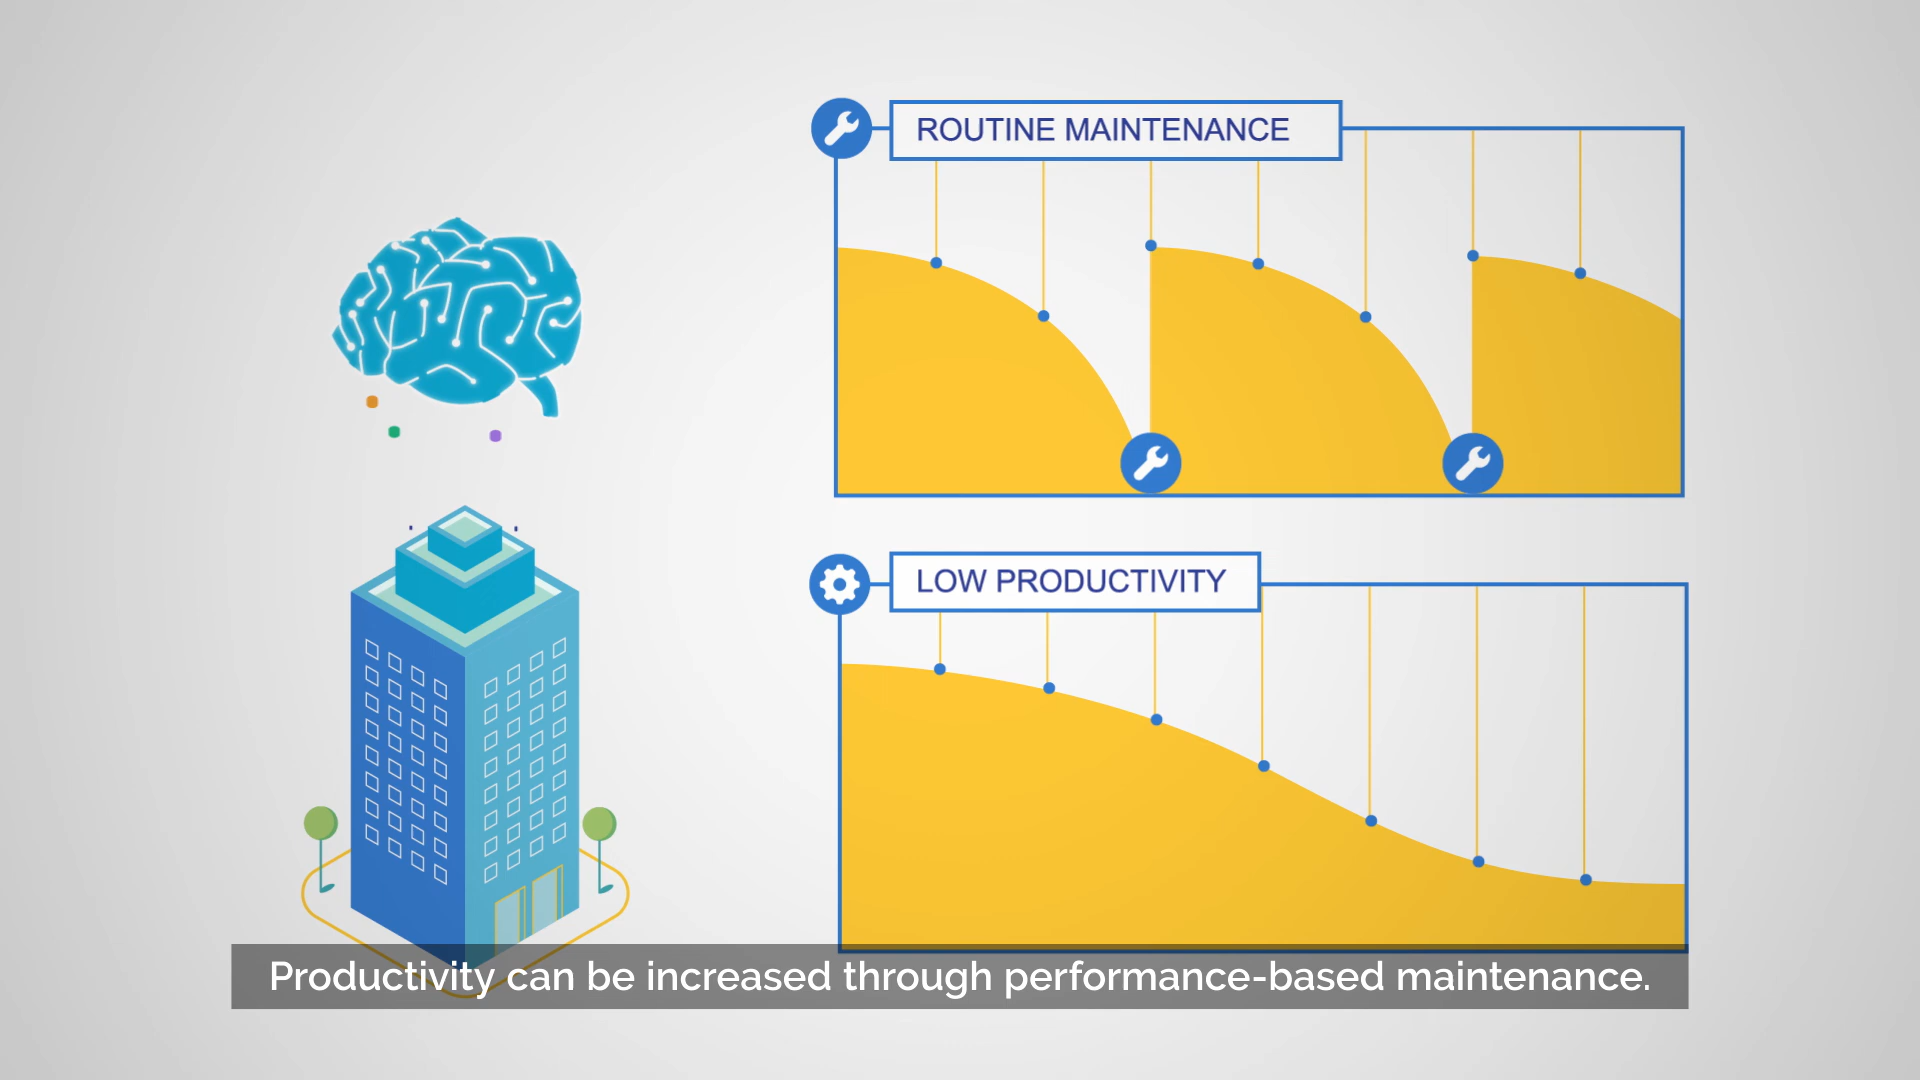 ROUTINE MAINTENANCE
LOW PRODUCTIVITY
Productivity can be increased through performance-based maintenance.